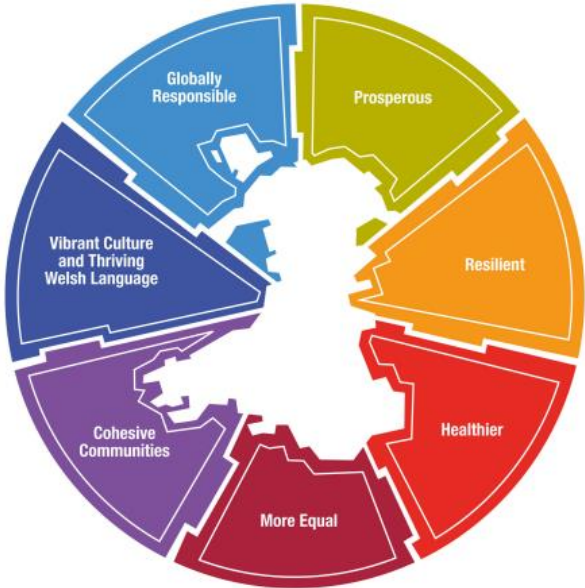 Globally
Responsible
Prosperous
Vibrant Culture
and Thriving
Welsh Language
Resilient
Cohesive
Communities
Healthier
More Equal